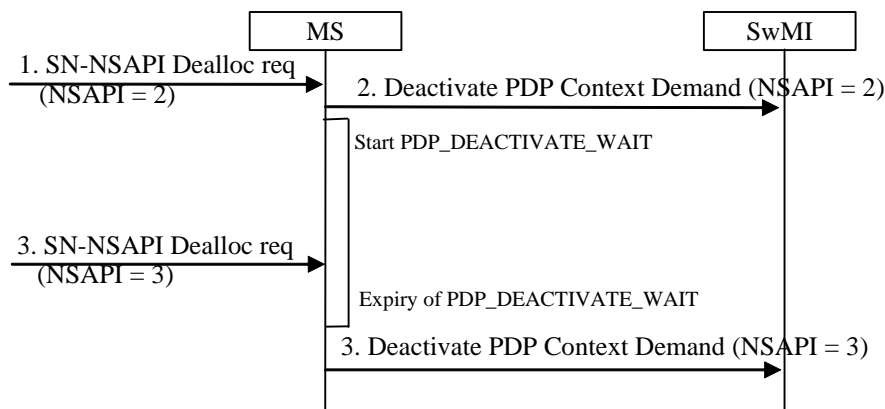 MS
SwMI
1. SN-NSAPI Dealloc req
(NSAPI = 2)
2. Deactivate PDP Context Demand (NSAPI = 2)
Start PDP_DEACTIVATE_WAIT
3. SN-NSAPI Dealloc req
(NSAPI = 3)
Expiry of PDP_DEACTIVATE_WAIT
3. Deactivate PDP Context Demand (NSAPI = 3)